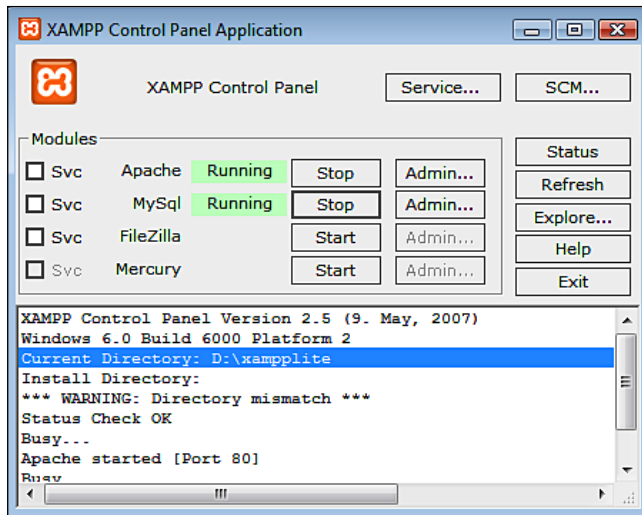 XAMPP Control Panel Application
XAMPP Control Panel Service... SCM...
Modules
Svc Apache Running Stop Admin...
Svc MySql Running Stop Admin...
Svc FileZilla Start Admin...
Svc Mercury Start Admin...
Status
Refresh
Explore...
Help
Exit
XAMPP Control Panel Version 2.5 (9. May, 2007)
Windows 6.0 Build 6000 Platform 2
Current Directory: D:\xampplite
Install Directory:
*** WARNING: Directory mismatch ***
Status Check OK
Busy...
Apache started [Port 80]
Busy